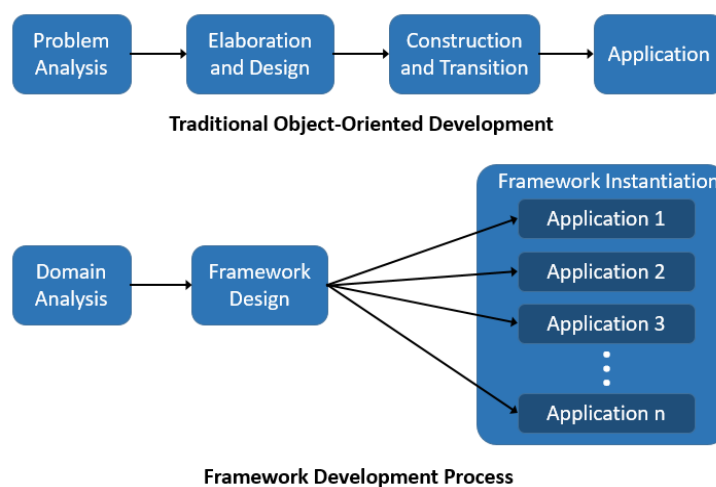 Problem
Analysis
Elaboration
and Design
Construction
and Transition
Application
Traditional Object-Oriented Development
Framework Instantiation
Application 1
Application 2
Application 3
Application n
Domain
Analysis
Framework
Design
Framework Development Process